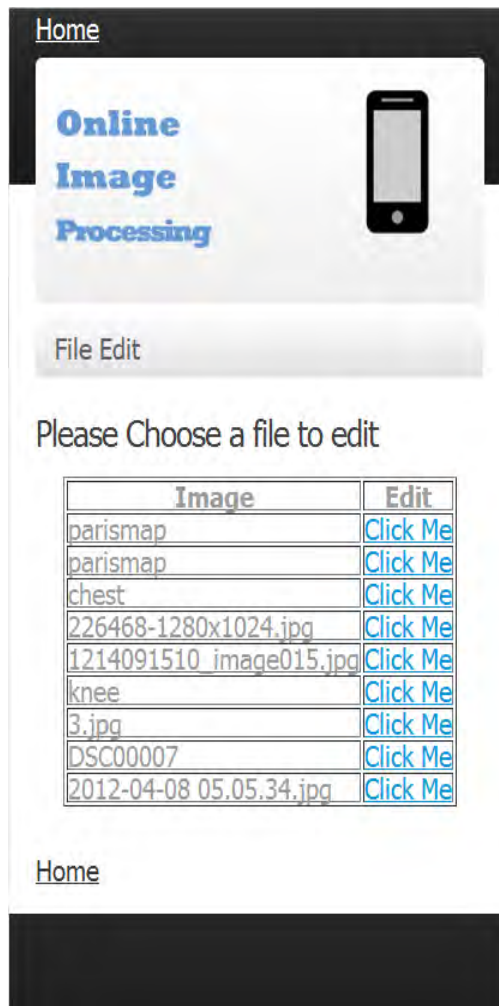 Home
Online
Image
Processing
File Edit
Please Choose a file to edit
Image Edit
parismap Click Me
parismap Click Me
chest Click Me
226468-1280x1024.jpg Click Me
1214091510_image015.jpg Click Me
knee Click Me
3.jpg Click Me
DSC00007 Click Me
2012-04-08 05.05.34.jpg Click Me
Home